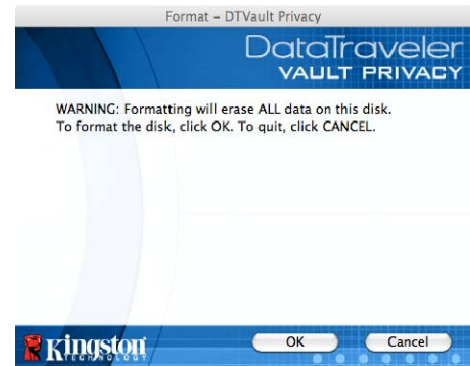 Format – DTVault Privacy
DataTraveler
VAULT PRIVACY
WARNING: Formatting will erase ALL data on this disk.
To format the disk, click OK. To quit, click CANCEL.
Kingston
TECHNOLOGY
OK
Cancel